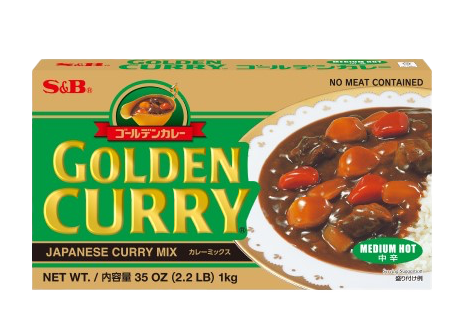 GOLDEN CURRY ゴールデンカレー
S&B®
NO MEAT CONTAINED
ゴールデンカレー
GOLDEN
CURRY®
JAPANESE CURRY MIX カレーミックス
MEDIUM HOT
中辛
Serving Suggestion
盛り付け例
NET WT. / 内容量 35 OZ (2.2 LB) 1kg